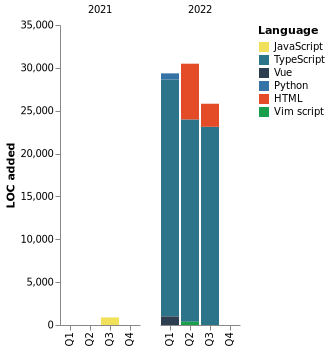 2021 2022
Language
JavaScript
TypeScript
Vue
Python
HTML
Vim script
LOC added
35,000
30,000
25,000
20,000
15,000
10,000
5,000
0
Q1 Q2 Q3 Q4 Q1 Q2 Q3 Q4